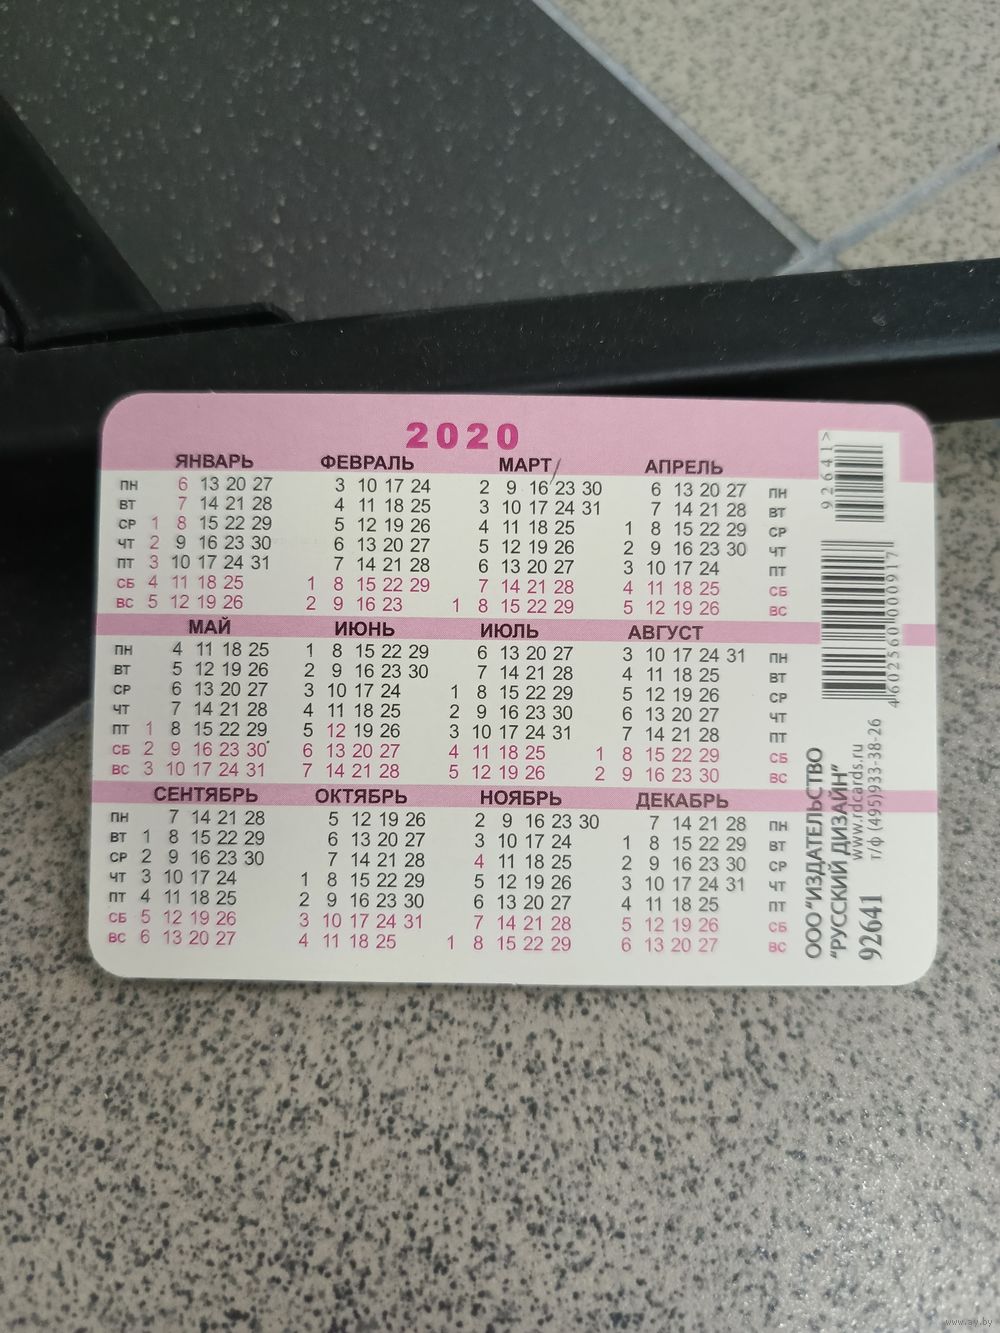 2020
ЯНВАРЬ ФЕВРАЛЬ МАРТ АПРЕЛЬ
ПН 6 13 20 27 3 10 17 24 2 9 16 23 30 6 13 20 27 ПН
ВТ 7 14 21 28 4 11 18 25 3 10 17 24 31 7 14 21 28 ВТ
СР 1 8 15 22 29 5 12 19 26 4 11 18 25 1 8 15 22 29 СР
ЧТ 2 9 16 23 30 6 13 20 27 5 12 19 26 2 9 16 23 30 ЧТ
ПТ 3 10 17 24 31 7 14 21 28 6 13 20 27 3 10 17 24 ПТ
СБ 4 11 18 25 1 8 15 22 29 7 14 21 28 4 11 18 25 СБ
ВС 5 12 19 26 2 9 16 23 1 8 15 22 29 5 12 19 26 ВС
МАЙ ИЮНЬ ИЮЛЬ АВГУСТ
ПН 4 11 18 25 1 8 15 22 29 6 13 20 27 3 10 17 24 31 ПН
ВТ 5 12 19 26 2 9 16 23 30 7 14 21 28 4 11 18 25 ВТ
СР 6 13 20 27 3 10 17 24 1 8 15 22 29 5 12 19 26 СР
ЧТ 7 14 21 28 4 11 18 25 2 9 16 23 30 6 13 20 27 ЧТ
ПТ 1 8 15 22 29 5 12 19 26 3 10 17 24 31 7 14 21 28 ПТ
СБ 2 9 16 23 30 6 13 20 27 4 11 18 25 1 8 15 22 29 СБ
ВС 3 10 17 24 31 7 14 21 28 5 12 19 26 2 9 16 23 30 ВС
СЕНТЯБРЬ ОКТЯБРЬ НОЯБРЬ ДЕКАБРЬ
ПН 7 14 21 28 5 12 19 26 2 9 16 23 30 7 14 21 28 ПН
ВТ 1 8 15 22 29 6 13 20 27 3 10 17 24 1 8 15 22 29 ВТ
СР 2 9 16 23 30 7 14 21 28 4 11 18 25 2 9 16 23 30 СР
ЧТ 3 10 17 24 1 8 15 22 29 5 12 19 26 3 10 17 24 31 ЧТ
ПТ 4 11 18 25 2 9 16 23 30 6 13 20 27 4 11 18 25 ПТ
СБ 5 12 19 26 3 10 17 24 31 7 14 21 28 5 12 19 26 СБ
ВС 6 13 20 27 4 11 18 25 1 8 15 22 29 6 13 20 27 ВС
92641>
4602560000917
ООО "ИЗДАТЕЛЬСТВО
"РУССКИЙ ДИЗАЙН"
www.rdcards.ru
т/ф (495)933-38-26
92641
www.ay.by